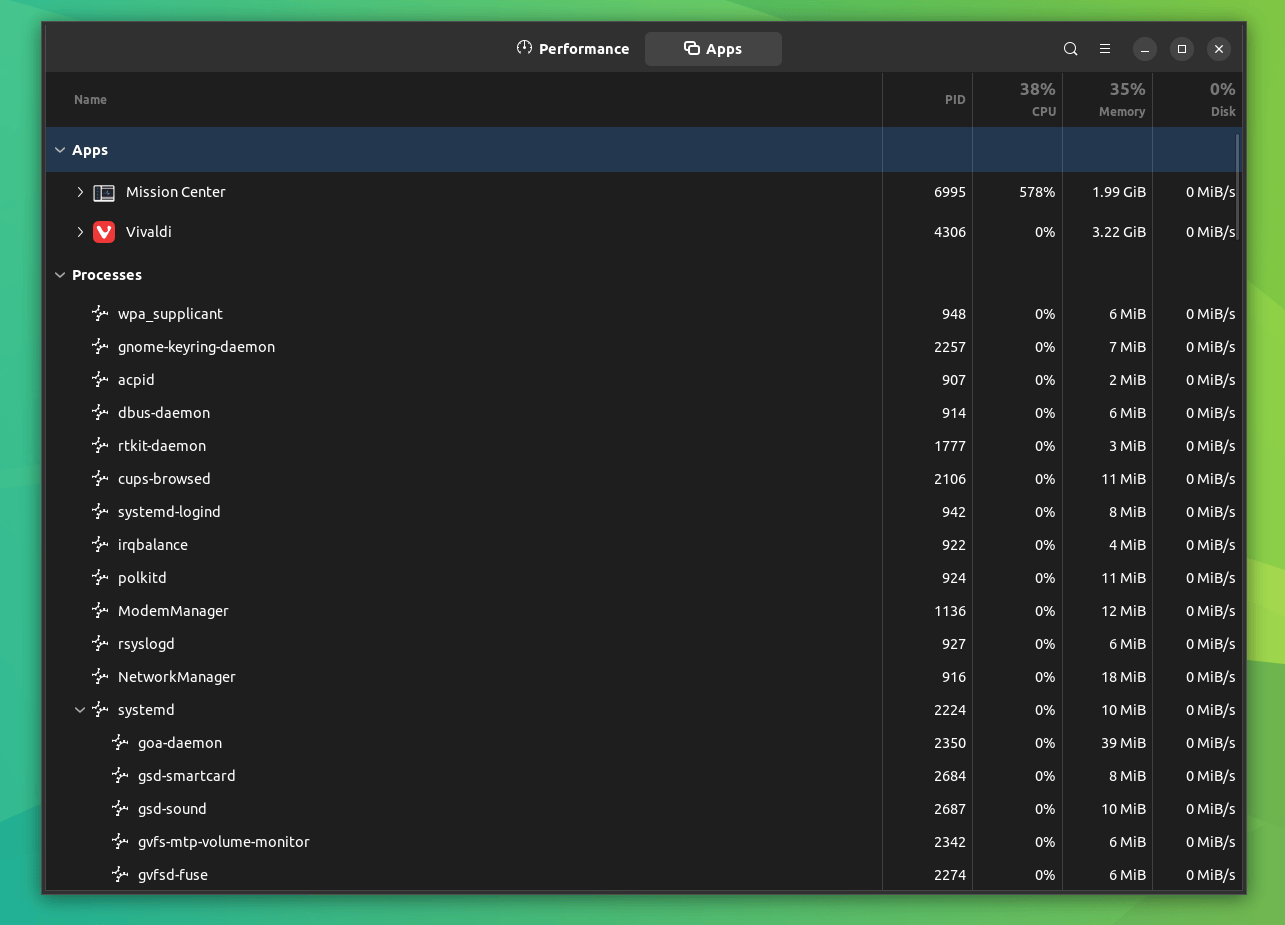 Performance Apps
38% 35% 0%
Name PID CPU Memory Disk
Apps
Mission Center 6995 578% 1.99 GiB 0 MiB/s
Vivaldi 4306 0% 3.22 GiB 0 MiB/s
Processes
wpa_supplicant 948 0% 6 MiB 0 MiB/s
gnome-keyring-daemon 2257 0% 7 MiB 0 MiB/s
acpid 907 0% 2 MiB 0 MiB/s
dbus-daemon 914 0% 6 MiB 0 MiB/s
rtkit-daemon 1777 0% 3 MiB 0 MiB/s
cups-browsed 2106 0% 11 MiB 0 MiB/s
systemd-logind 942 0% 8 MiB 0 MiB/s
irqbalance 922 0% 4 MiB 0 MiB/s
polkitd 924 0% 11 MiB 0 MiB/s
ModemManager 1136 0% 12 MiB 0 MiB/s
rsyslogd 927 0% 6 MiB 0 MiB/s
NetworkManager 916 0% 18 MiB 0 MiB/s
systemd 2224 0% 10 MiB 0 MiB/s
goa-daemon 2350 0% 39 MiB 0 MiB/s
gsd-smartcard 2684 0% 8 MiB 0 MiB/s
gsd-sound 2687 0% 10 MiB 0 MiB/s
gvfs-mtp-volume-monitor 2342 0% 6 MiB 0 MiB/s
gvfsd-fuse 2274 0% 6 MiB 0 MiB/s